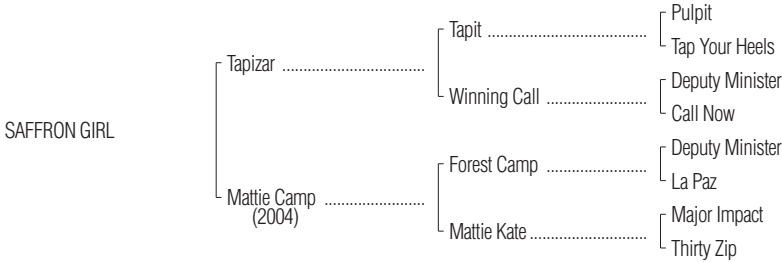 Pulpit
Tapit ......................................
Tap Your Heels
Tapizar ..................................
Deputy Minister
Winning Call ........................
Call Now
SAFFRON GIRL
Deputy Minister
Forest Camp ........................
La Paz
Mattie Camp ........................
(2004)
Major Impact
Mattie Kate ............................
Thirty Zip